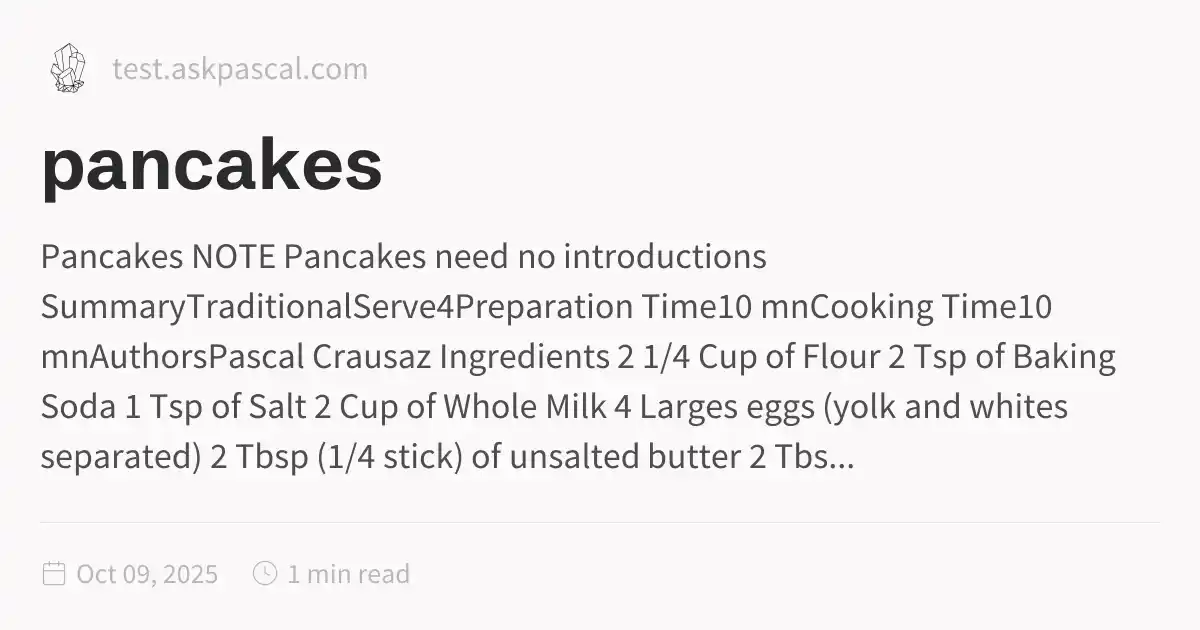 test.askpascal.com
pancakes
Pancakes NOTE Pancakes need no introductions
SummaryTraditionalServe4Preparation Time10 mnCooking Time10
mnAuthorsPascal Crausaz Ingredients 2 1/4 Cup of Flour 2 Tsp of Baking
Soda 1 Tsp of Salt 2 Cup of Whole Milk 4 Larges eggs (yolk and whites
separated) 2 Tbsp (1/4 stick) of unsalted butter 2 Tbs...
Oct 09, 2025 1 min read